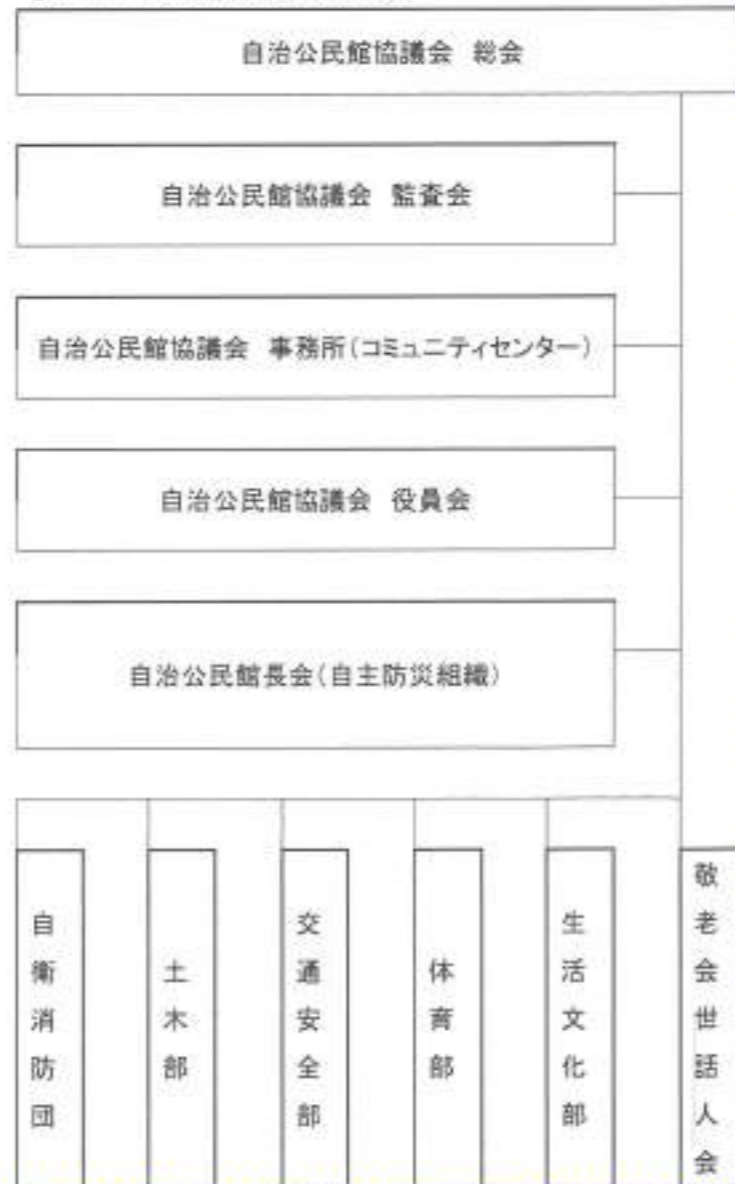 自治公民館協議会 総会
自治公民館協議会 監査会
自治公民館協議会 事務所(コミュニティセンター)
自治公民館協議会 役員会
自治公民館長会(自主防災組織)
自衛消防団
土木部
交通安全部
体育部
生活文化部
敬老会世話人会